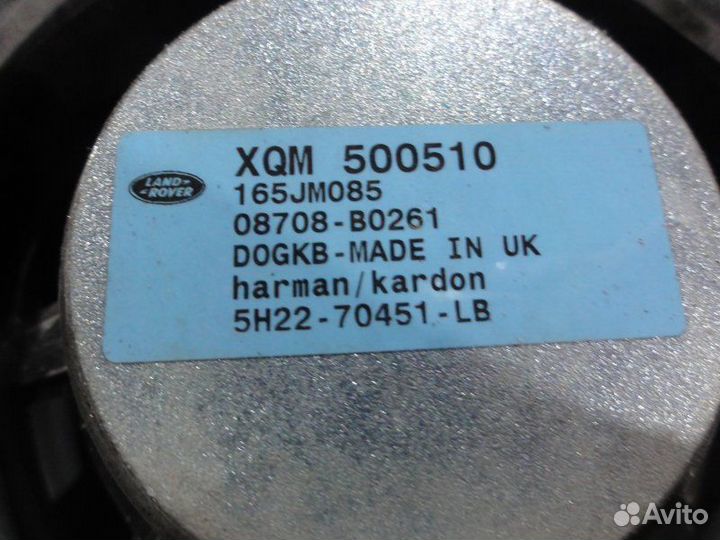 LAND-
-ROVER
XQM 500510
165JM085
08708-B0261
DOGKB-MADE IN UK
harman/kardon
5H22-70451-LB
Avito